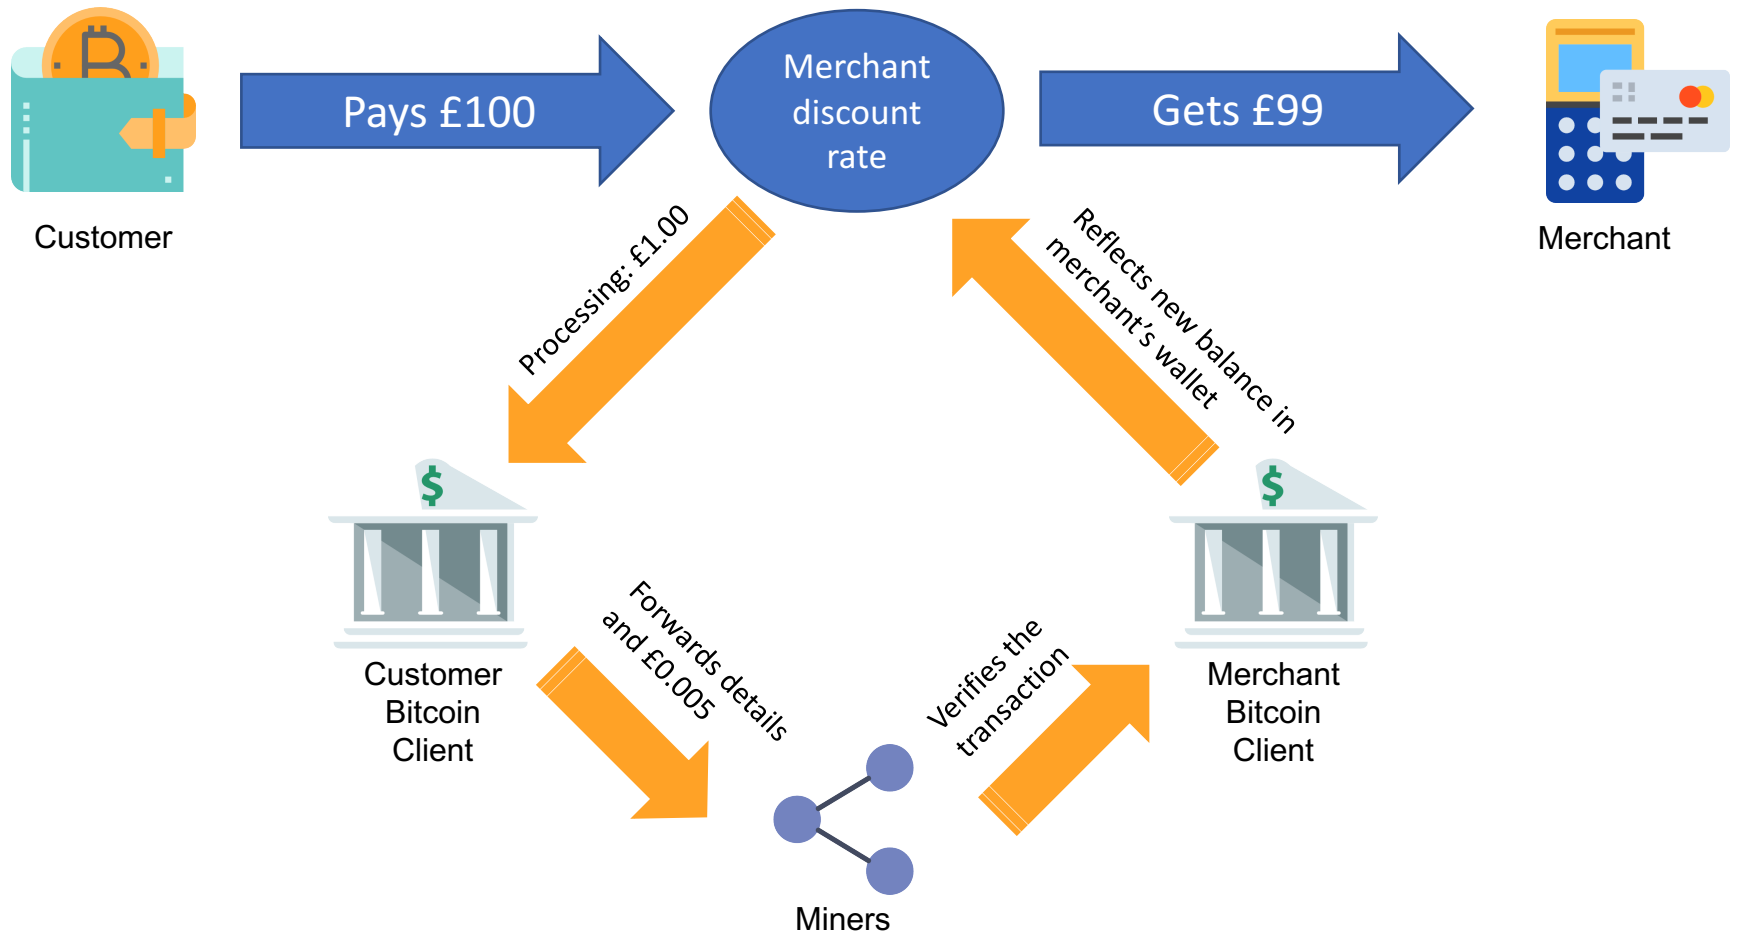 Pays £100
Merchant
discount
rate
Gets £99
Customer
Merchant
Processing: £1.00
Reflects new balance in
merchant’s wallet
$
$
Customer
Bitcoin
Client
Forwards details
and £0.005
Verifies the
transaction
Merchant
Bitcoin
Client
Miners